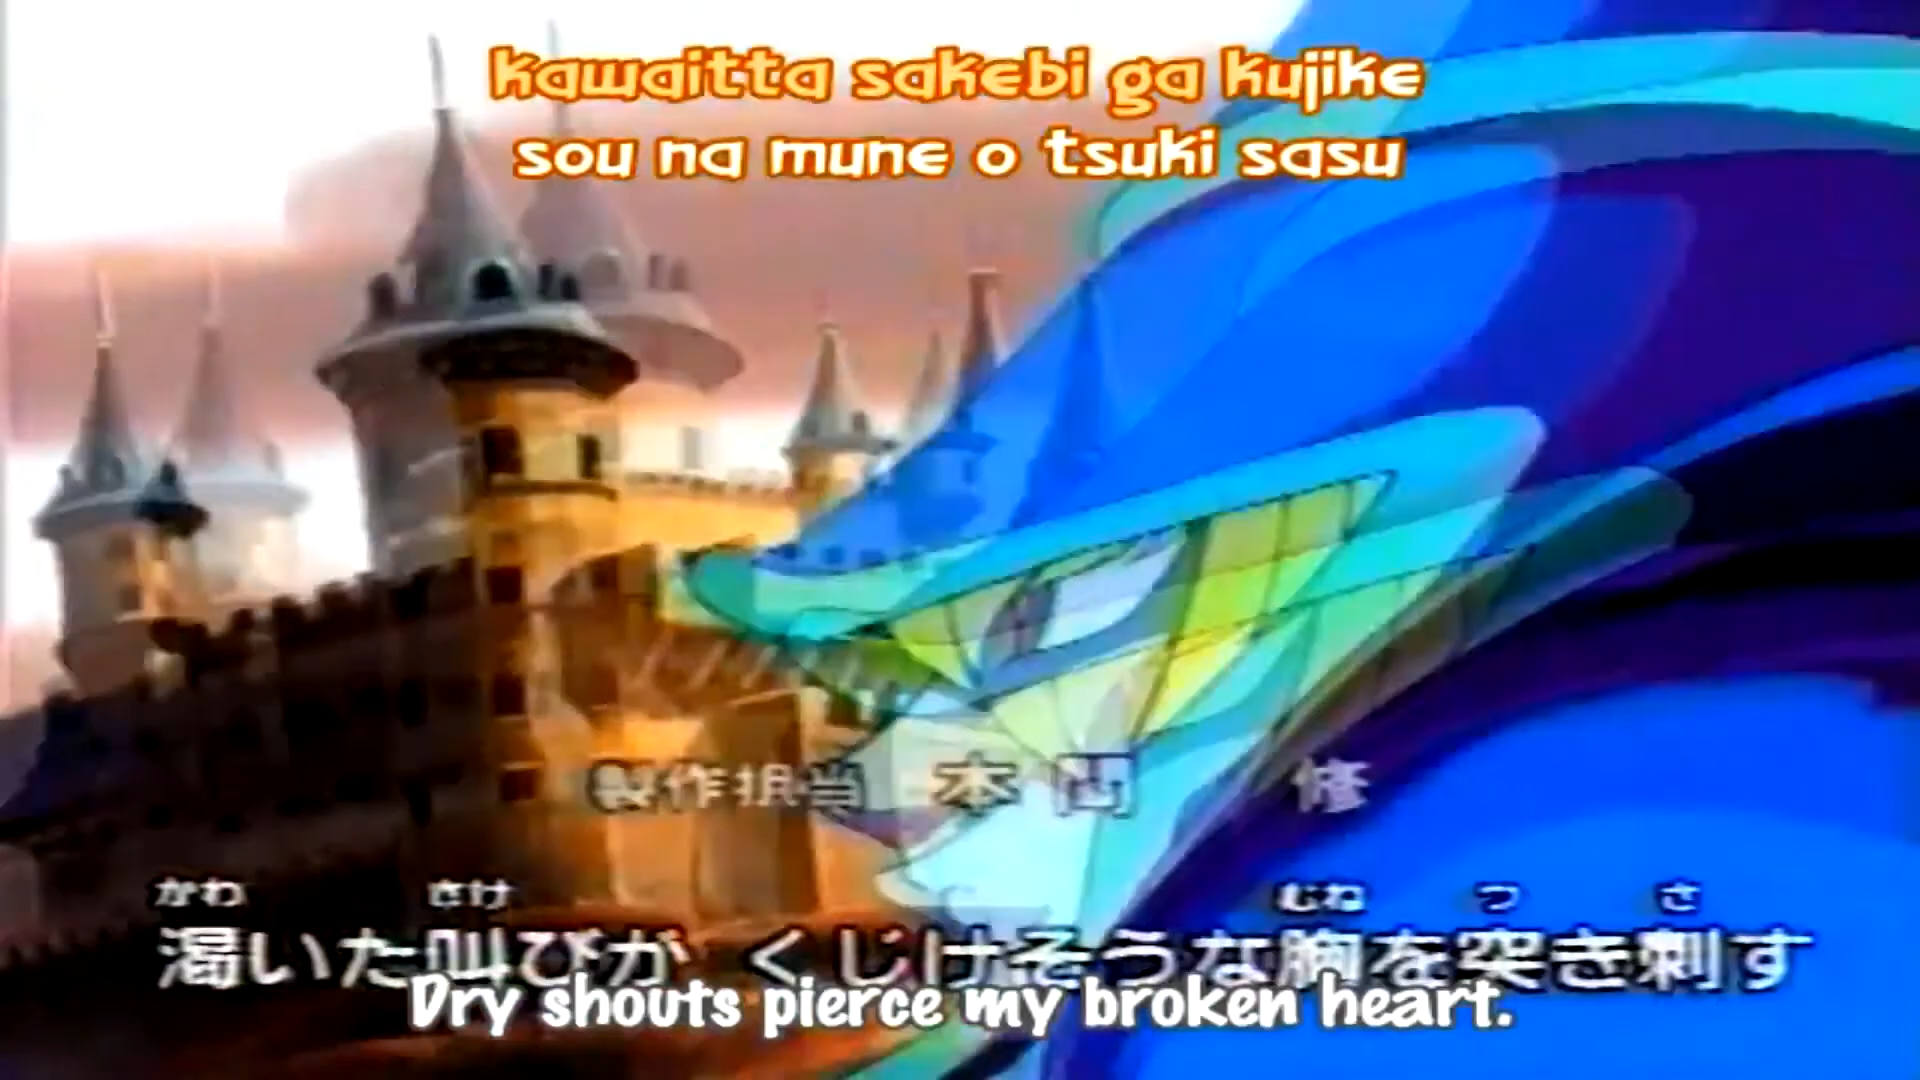 kawaitta sakebi ga kujike
sou na mune o tsuki sasu
製作担当 本間 修
かわ さけ むね つ さ
渇いた叫びが くじけそうな胸を突き刺す
Dry shouts pierce my broken heart.